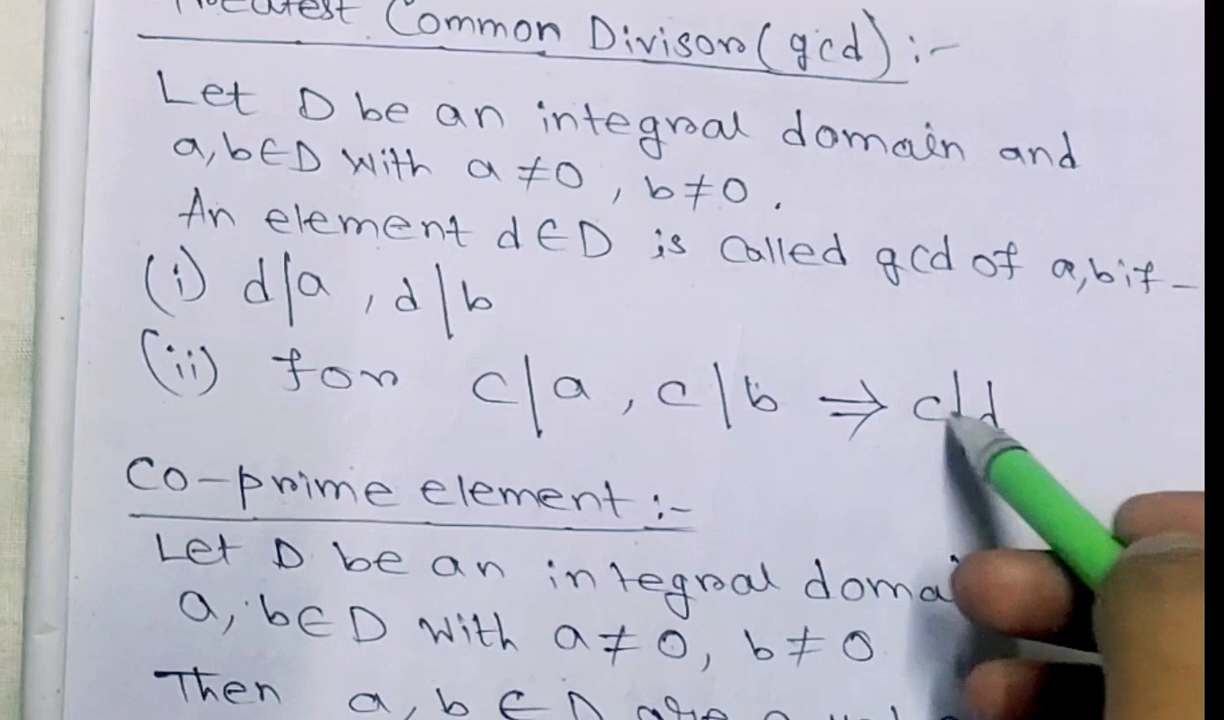 Common Divisor (gcd) :-
Let D be an integral domain and
a, b ∈ D with a ≠ 0 , b ≠ 0 .
An element d ∈ D is called gcd of a, b if -
(i) d/a , d/b
(ii) for c/a , c/b ⇒ c/d
Co-prime element :-
Let D be an integral
a, b ∈ D with a ≠ 0, b ≠ 0
Then a, b ∈ D are